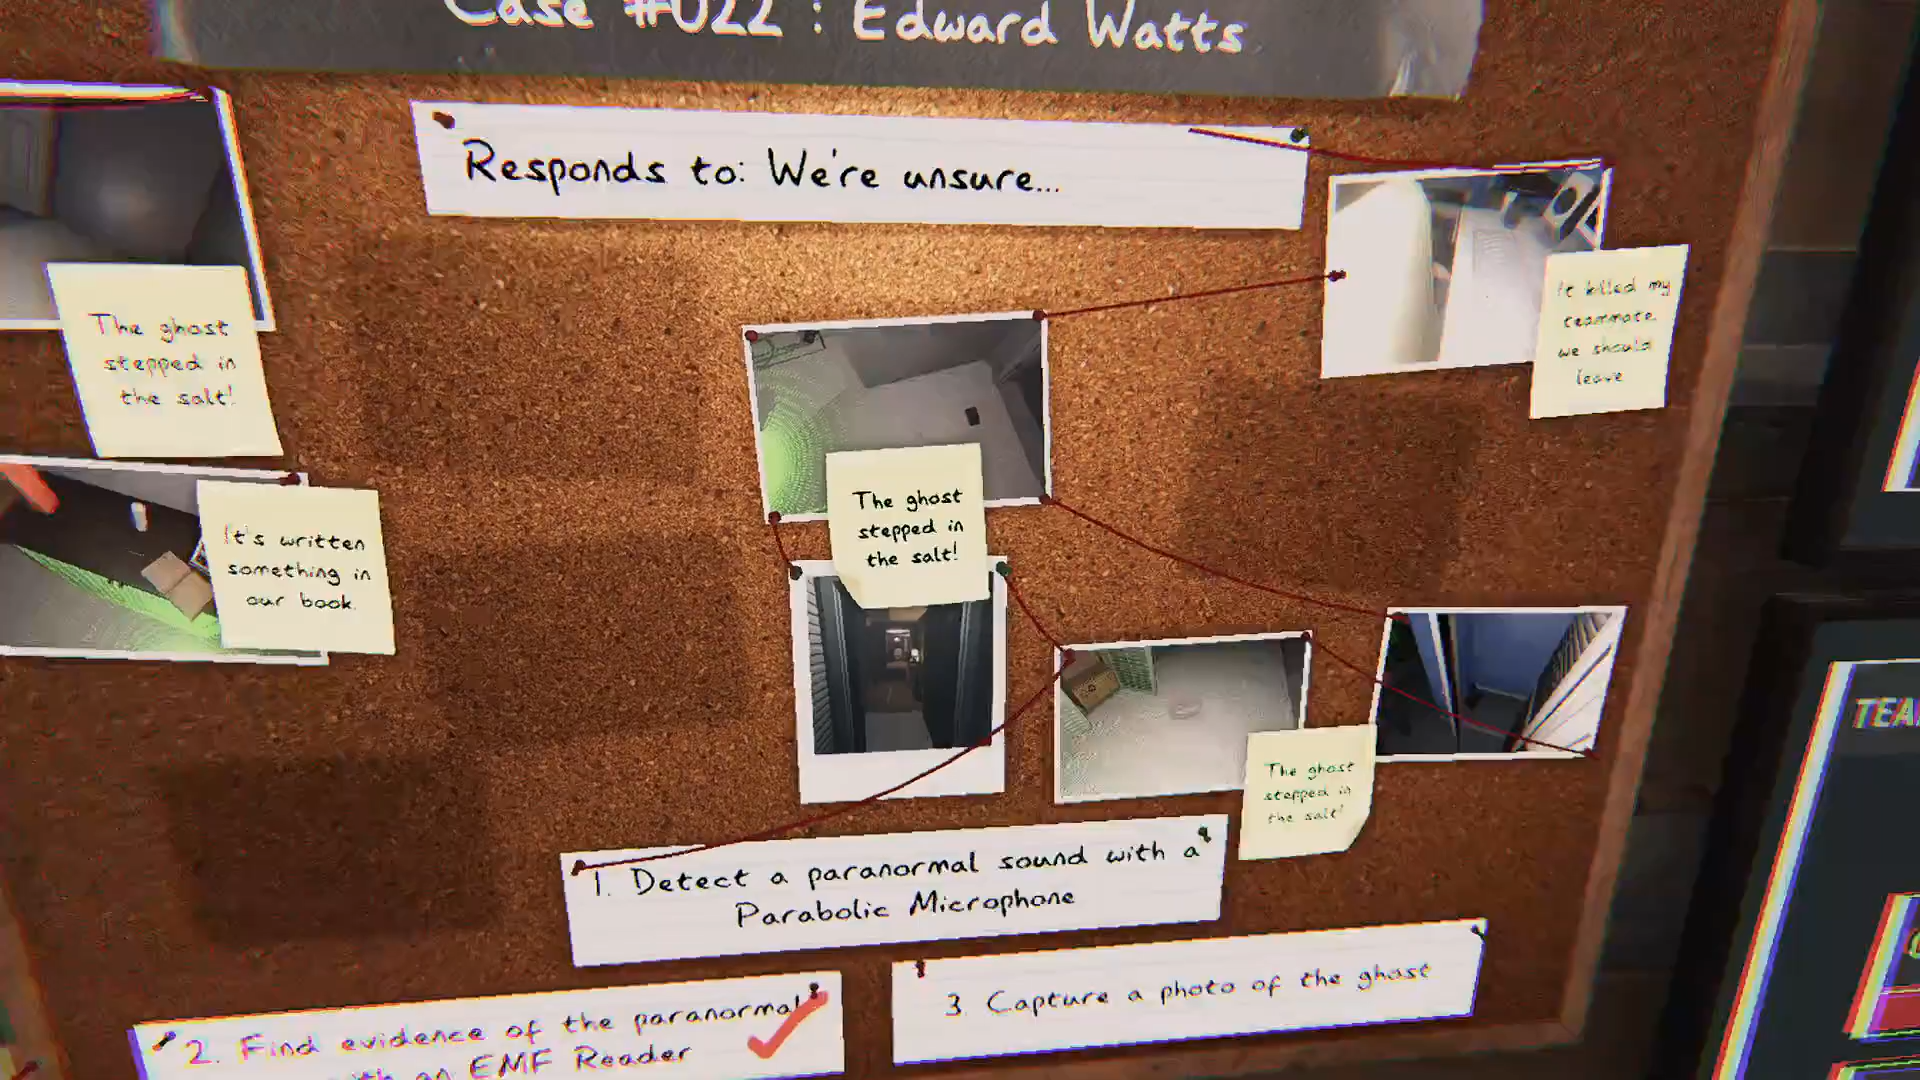 Case #022 : Edward Watts
Responds to: We're unsure...
The ghost
stepped in
the salt!
It killed my
teammate,
we should
leave
It's written
something in
our book.
The ghost
stepped in
the salt!
The ghost
stepped in
the salt!
1. Detect a paranormal sound with a
Parabolic Microphone
2. Find evidence of the paranormal
with an EMF Reader
3. Capture a photo of the ghost